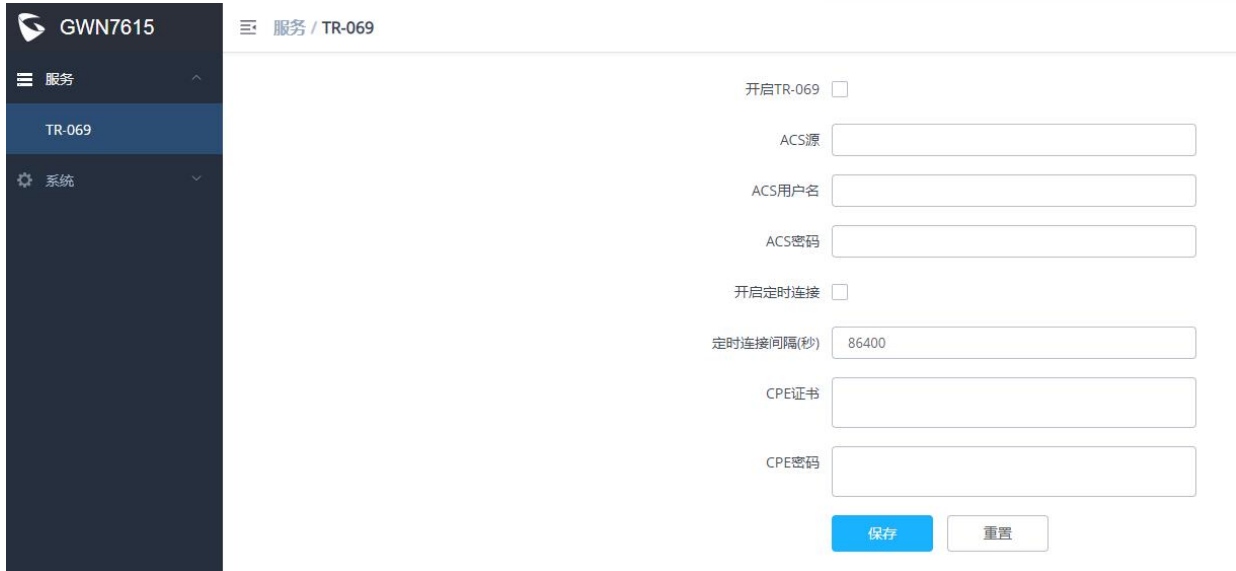 GWN7615
服务 / TR-069
服务
TR-069
系统
开启TR-069
ACS源
ACS用户名
ACS密码
开启定时连接
定时连接间隔(秒) 86400
CPE证书
CPE密码
保存 重置